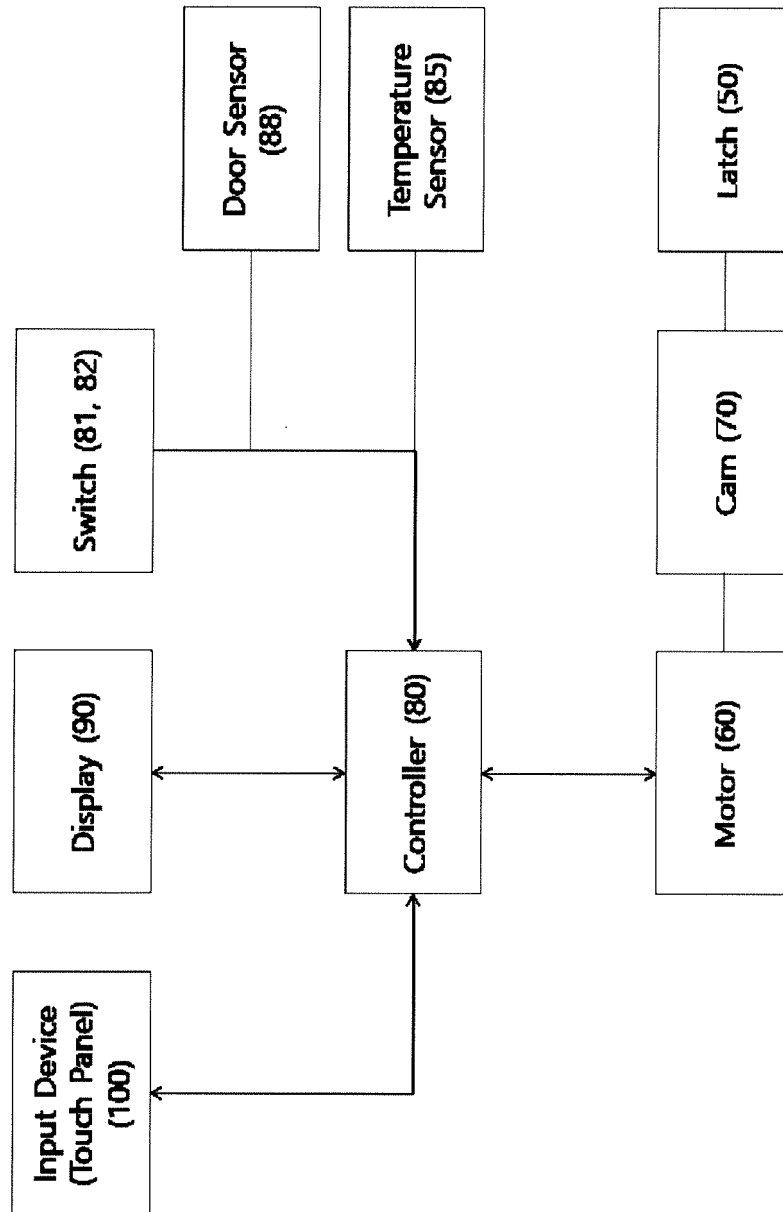 Input Device
(Touch Panel)
(100)
Display (90)
Switch (81, 82)
Door Sensor
(88)
Controller (80)
Temperature
Sensor (85)
Motor (60)
Cam (70)
Latch (50)